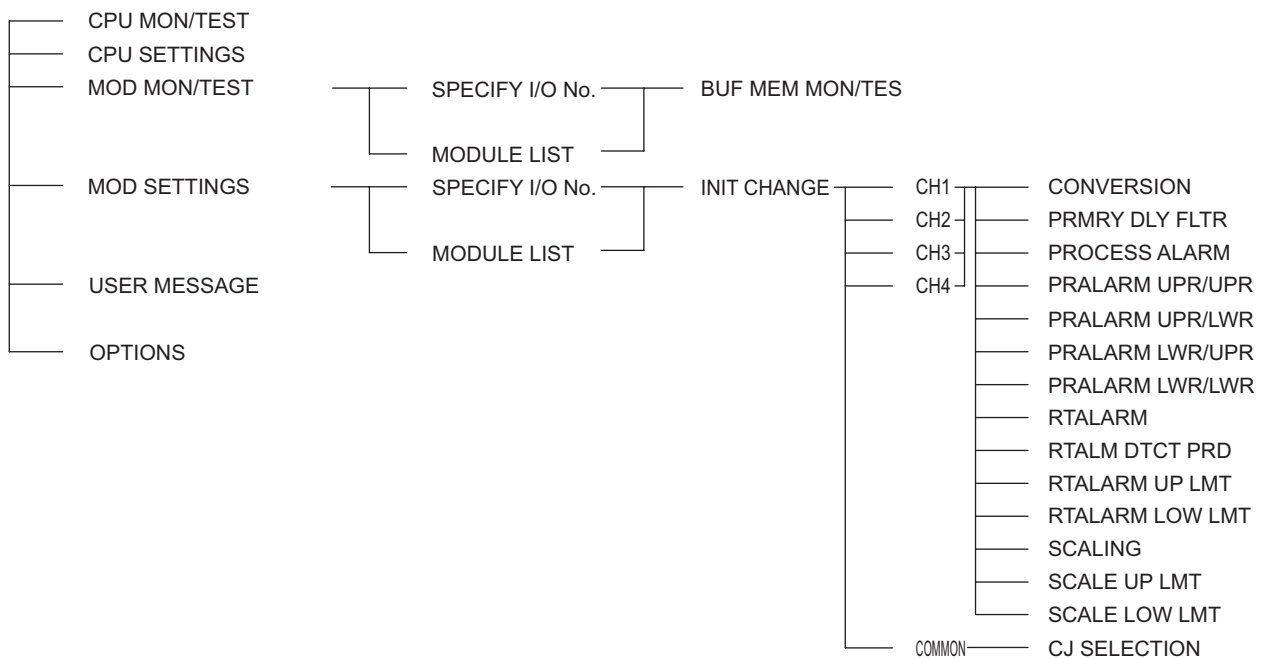 CPU MON/TEST
CPU SETTINGS
MOD MON/TEST SPECIFY I/O No. BUF MEM MON/TES
MODULE LIST
MOD SETTINGS SPECIFY I/O No. INIT CHANGE CH1 CONVERSION
CH2 PRMRY DLY FLTR
MODULE LIST CH3 PROCESS ALARM
USER MESSAGE CH4 PRALARM UPR/UPR
PRALARM UPR/LWR
OPTIONS PRALARM LWR/UPR
PRALARM LWR/LWR
RTALARM
RTALM DTCT PRD
RTALARM UP LMT
RTALARM LOW LMT
SCALING
SCALE UP LMT
SCALE LOW LMT
COMMON CJ SELECTION